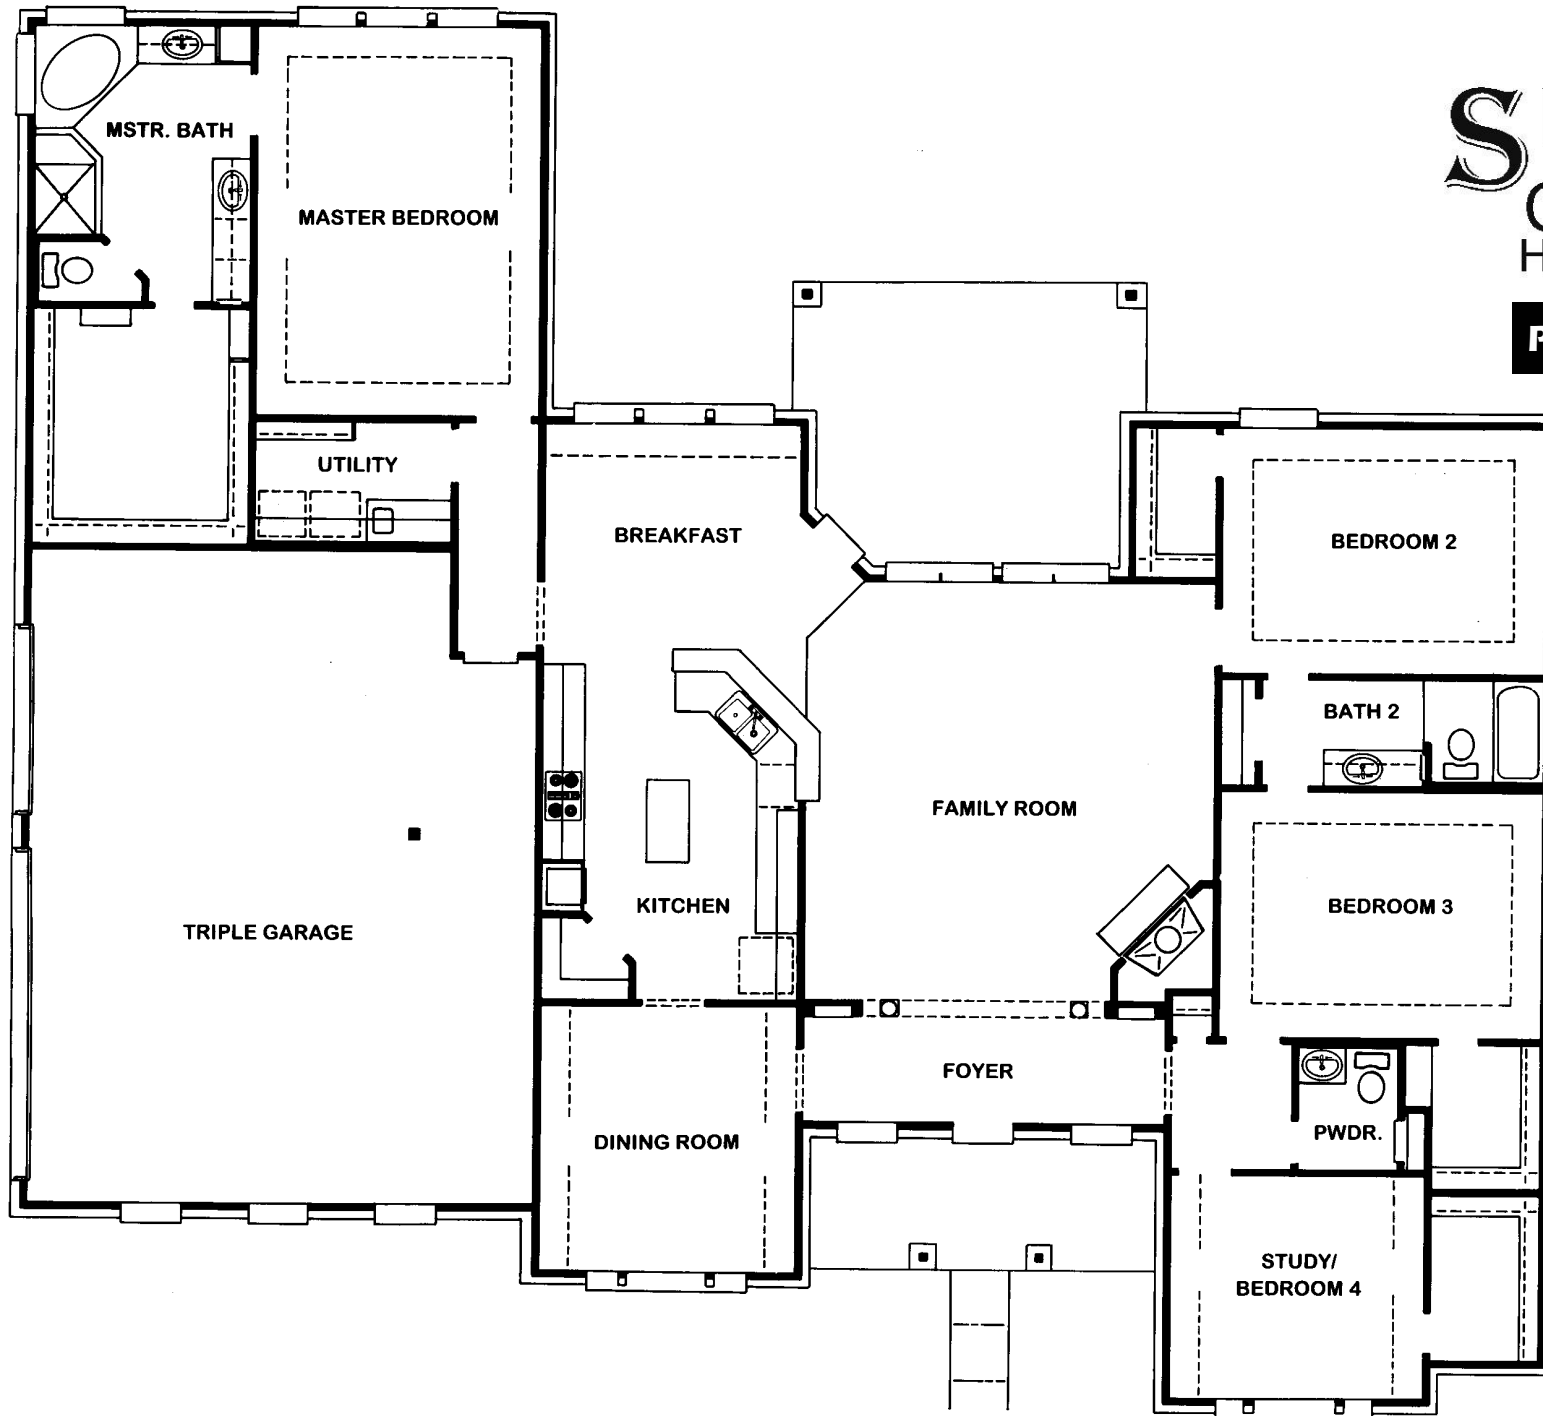 MSTR. BATH
MASTER BEDROOM
UTILITY
BREAKFAST
BEDROOM 2
BATH 2
FAMILY ROOM
BEDROOM 3
KITCHEN
TRIPLE GARAGE
FOYER
DINING ROOM
PWDR.
STUDY/
BEDROOM 4